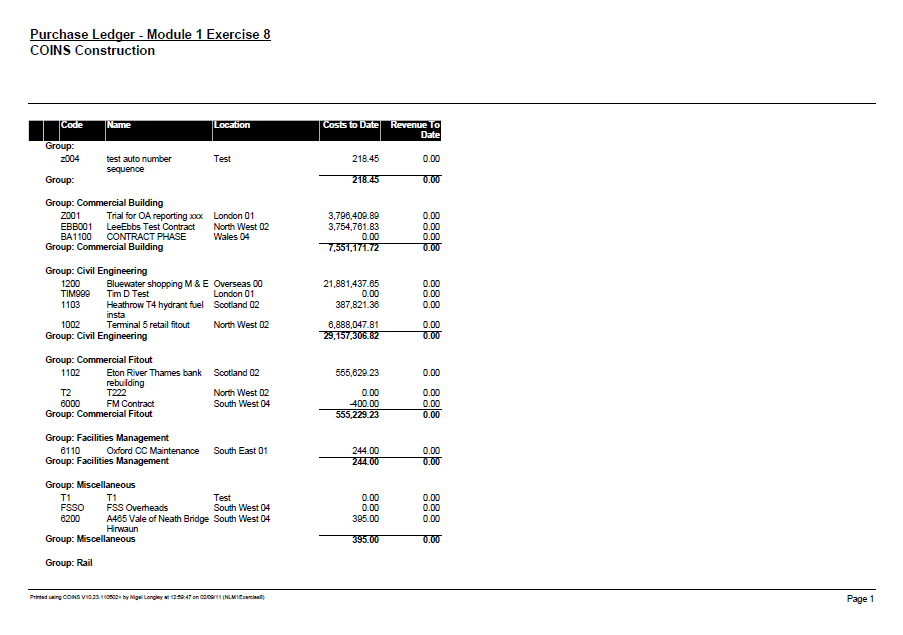 Purchase Ledger - Module 1 Exercise 8
COINS Construction
Code Name Location Costs to Date Revenue To
Date
Group:
z004 test auto number Test 218.45 0.00
sequence
Group: 218.45 0.00
Group: Commercial Building
Z001 Trial for OA reporting xxx London 01 3,796,409.89 0.00
EBB001 LeeEbbs Test Contract North West 02 3,754,761.83 0.00
BA1100 CONTRACT PHASE Wales 04 0.00 0.00
Group: Commercial Building 7,551,171.72 0.00
Group: Civil Engineering
1200 Bluewater shopping M & E Overseas 00 21,881,437.65 0.00
TIM999 Tim D Test London 01 0.00 0.00
1103 Heathrow T4 hydrant fuel Scotland 02 387,821.36 0.00
insta
1002 Terminal 5 retail fitout North West 02 6,888,047.81 0.00
Group: Civil Engineering 29,157,306.82 0.00
Group: Commercial Fitout
1102 Eton River Thames bank Scotland 02 555,629.23 0.00
rebuilding
T2 T222 North West 02 0.00 0.00
6000 FM Contract South West 04 -400.00 0.00
Group: Commercial Fitout 555,229.23 0.00
Group: Facilities Management
6110 Oxford CC Maintenance South East 01 244.00 0.00
Group: Facilities Management 244.00 0.00
Group: Miscellaneous
T1 T1 Test 0.00 0.00
FSSO FSS Overheads South West 04 0.00 0.00
6200 A465 Vale of Neath Bridge South West 04 395.00 0.00
Hirwaun
Group: Miscellaneous 395.00 0.00
Group: Rail
Printed using COINS V10.23.110502+ by Nigel Longley at 12:59:47 on 02/09/11 (NLM1Exercise8)
Page 1